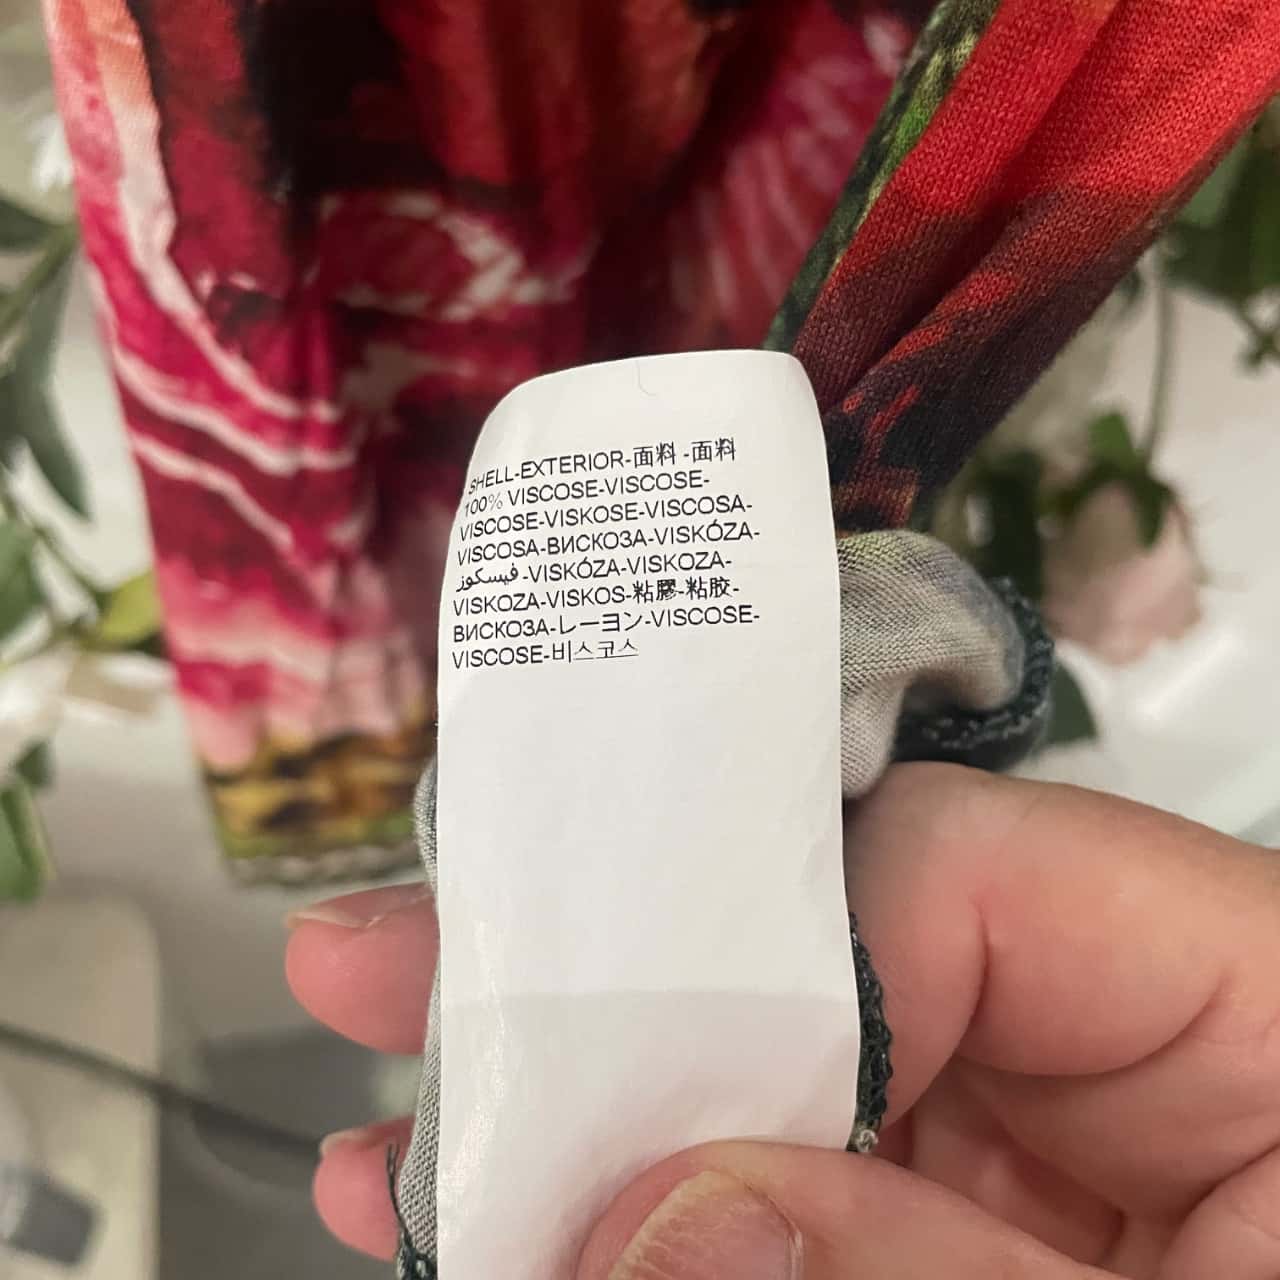 SHELL-EXTERIOR-面料 -面料
100% VISCOSE-VISCOSE-
VISCOSE-VISKOSE-VISCOSA-
VISCOSA-ВИСКОЗА-VISKÓZA-
فيسكوز-VISKÓZA-VISKOZA-
VISKOZA-VISKOS-粘膠-粘胶-
ВИСКОЗА-レーヨン-VISCOSE-
VISCOSE-비스코스